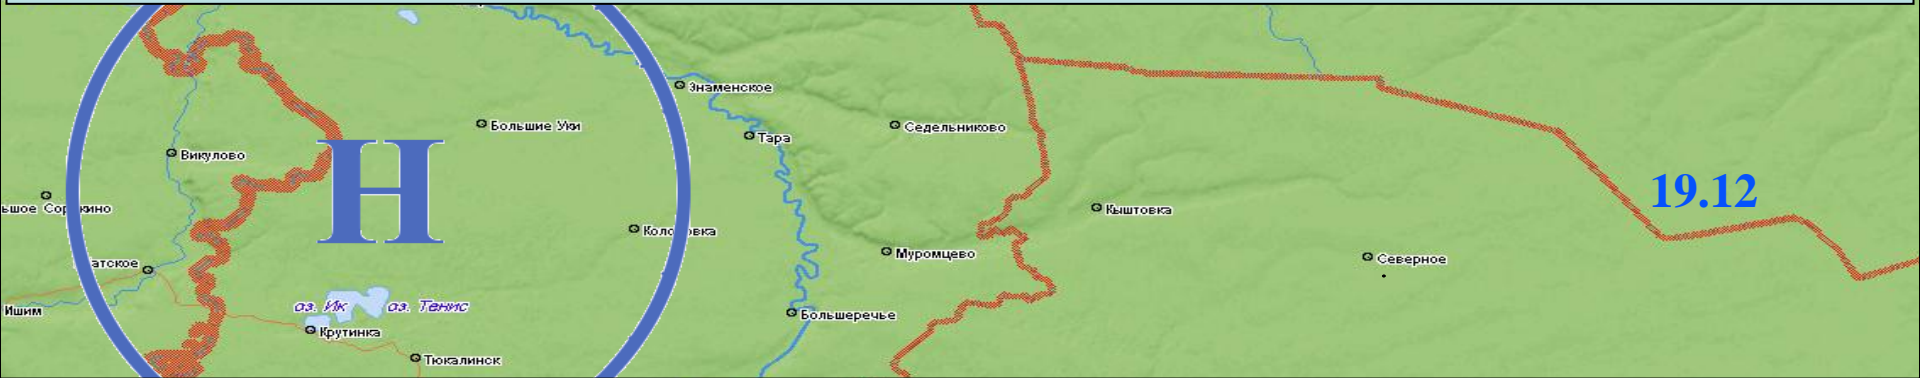 Знаменское
Большие Уки
Седельниково
Тара
Викулово
19.12
Кыштовка
Муромцево
Северное
оз. Ик
оз. Тенис
Ишим
Большеречье
Крутинка
Тюкалинск
Н